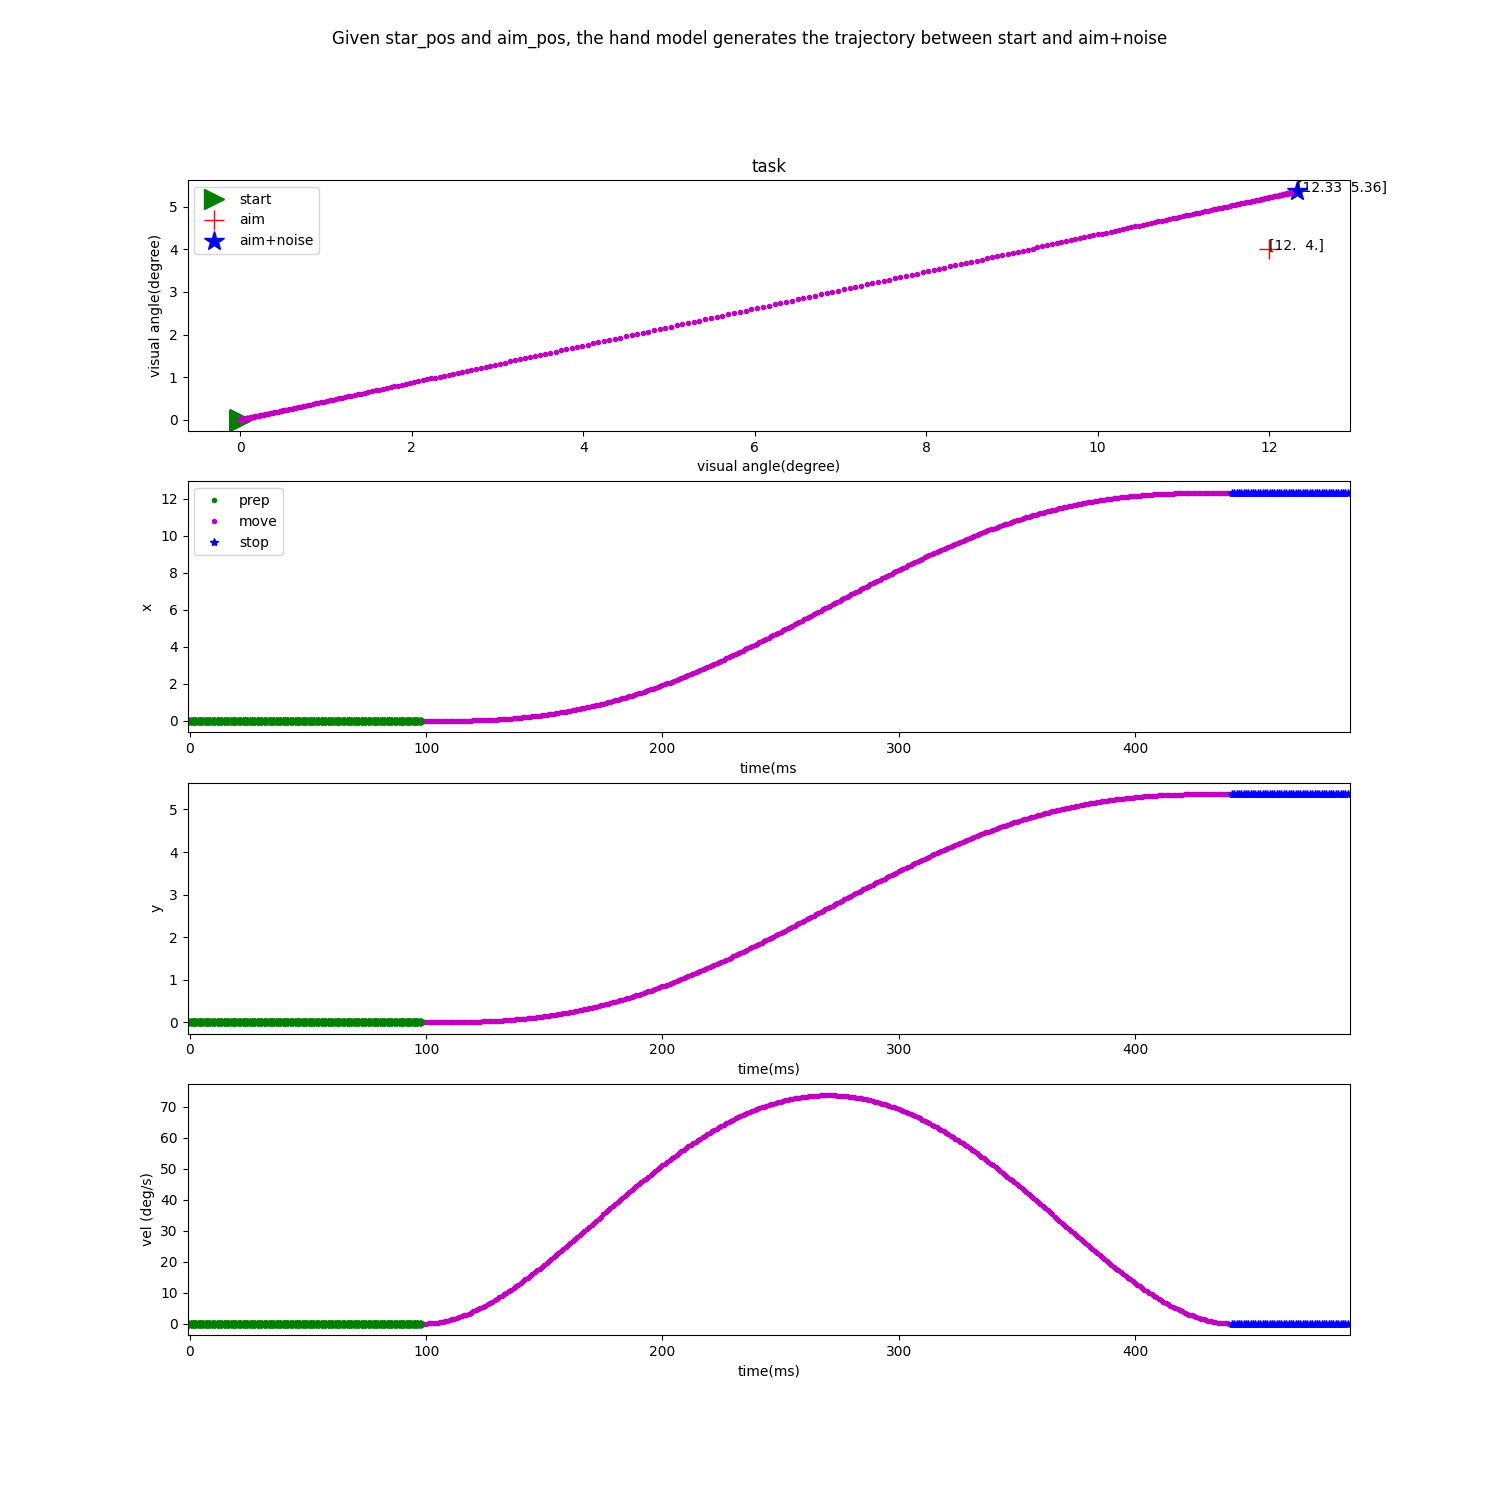 Given star_pos and aim_pos, the hand model generates the trajectory between start and aim+noise
task
start
aim
aim+noise
[12.33  5.36]
[12.  4.]
visual angle(degree)
5
4
3
2
1
0
0 2 4 6 8 10 12
visual angle(degree)
prep
move
stop
x
12
10
8
6
4
2
0
0 100 200 300 400
time(ms
y
5
4
3
2
1
0
0 100 200 300 400
time(ms)
vel (deg/s)
70
60
50
40
30
20
10
0
0 100 200 300 400
time(ms)